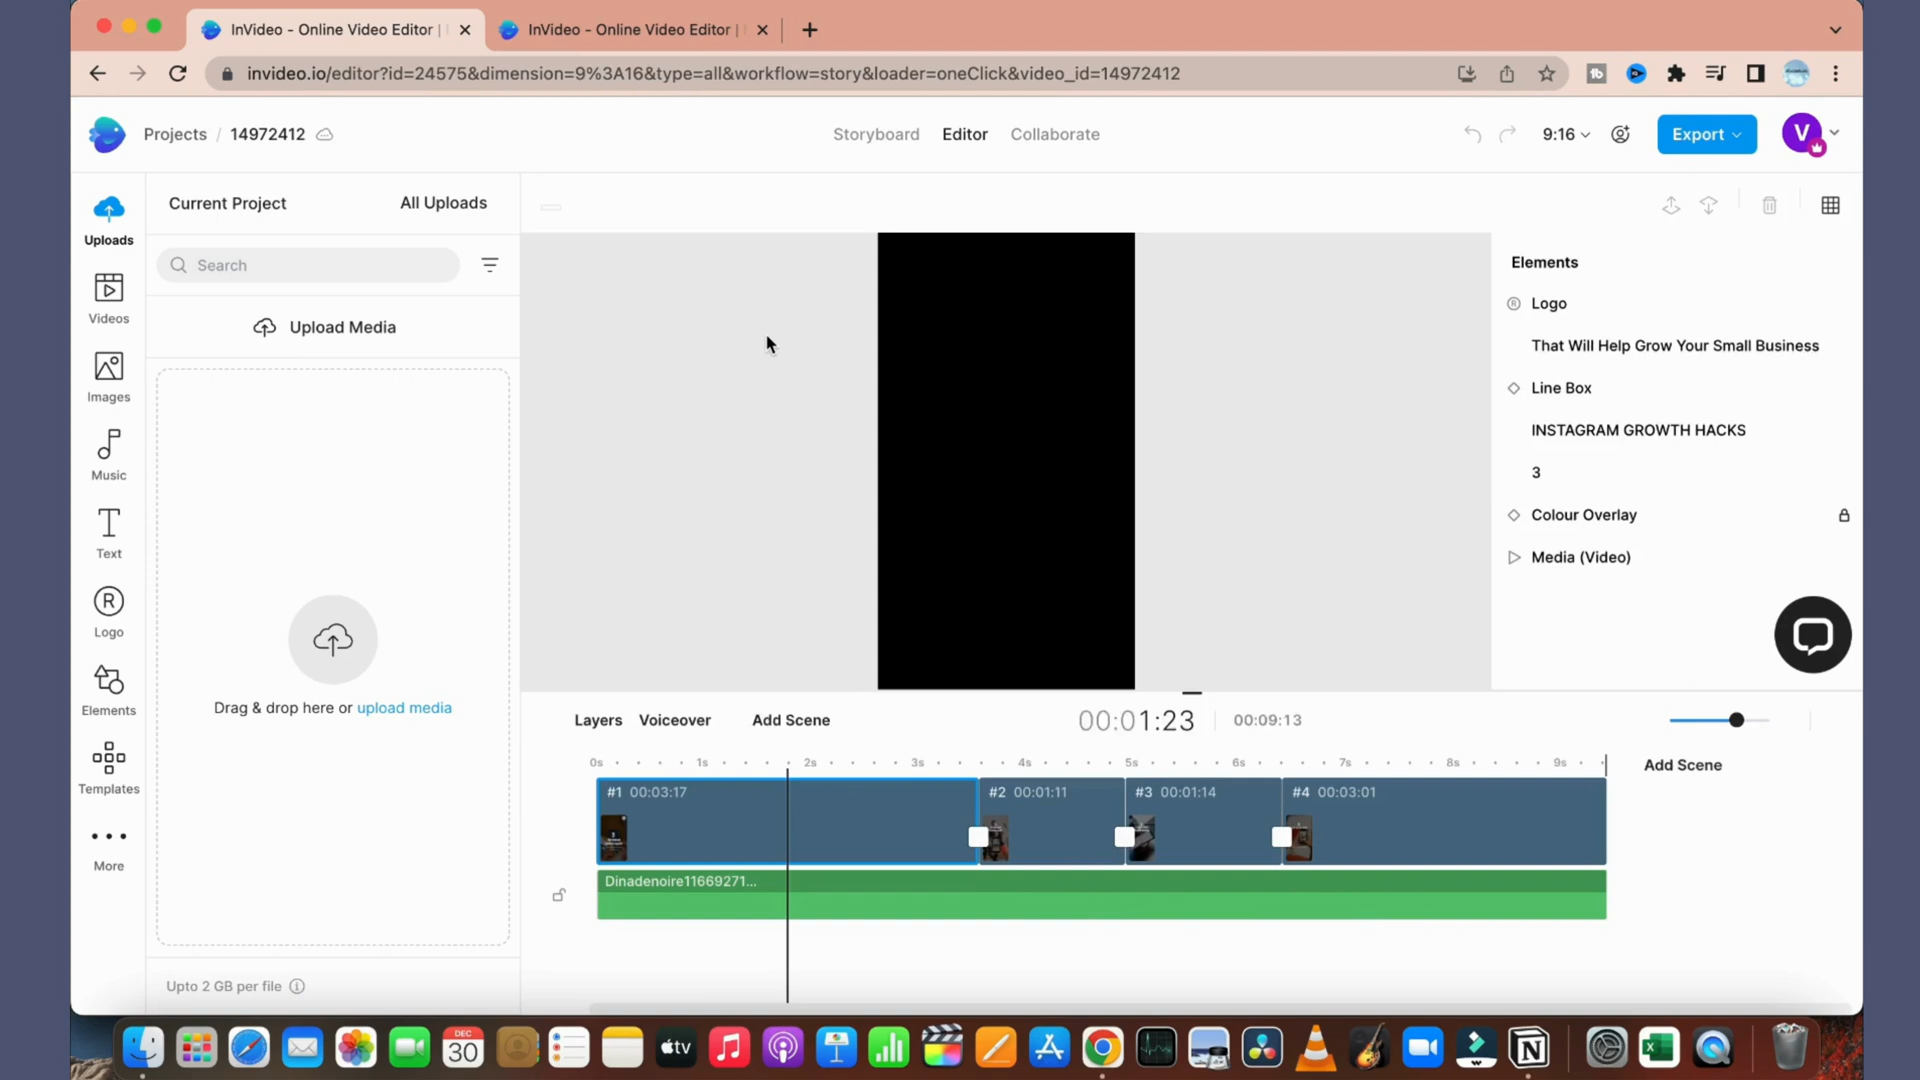 InVideo - Online Video Editor |
InVideo - Online Video Editor |
invideo.io/editor?id=24575&dimension=9%3A16&type=all&workflow=story&loader=oneClick&video_id=14972412
Projects / 14972412
Storyboard
Editor
Collaborate
9:16
Export
V
Current Project
All Uploads
Uploads
Search
Videos
Upload Media
Images
Music
Text
Logo
Elements
Templates
More
Drag & drop here or upload media
Upto 2 GB per file
Elements
Logo
That Will Help Grow Your Small Business
Line Box
INSTAGRAM GROWTH HACKS
3
Colour Overlay
Media (Video)
Layers
Voiceover
Add Scene
00:01:23
00:09:13
0s 1s 2s 3s 4s 5s 6s 7s 8s 9s
Add Scene
#1 00:03:17
#2 00:01:11
#3 00:01:14
#4 00:03:01
Dinadenoire11669271...
DEC
30
tv